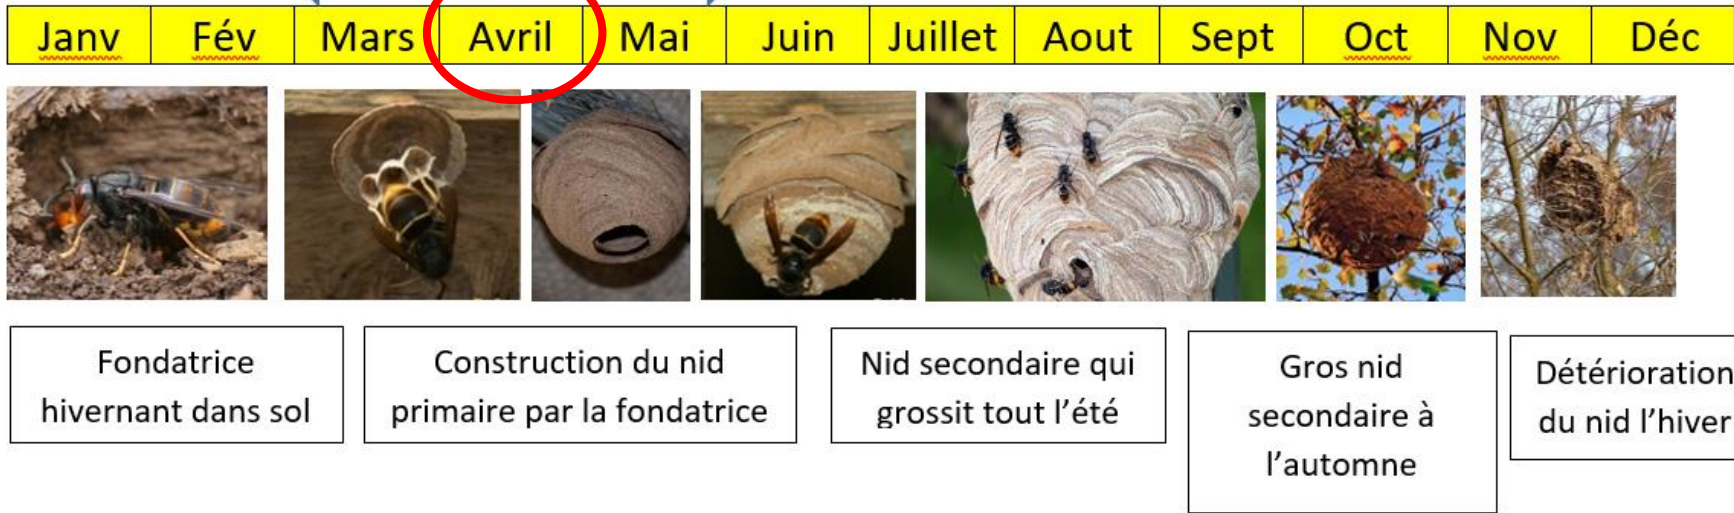 Janv Fév Mars Avril Mai Juin Juillet Aout Sept Oct Nov Déc
Fondatrice
hivernant dans sol
Construction du nid
primaire par la fondatrice
Nid secondaire qui
grossit tout l’été
Gros nid
secondaire à
l’automne
Détérioration
du nid l’hiver